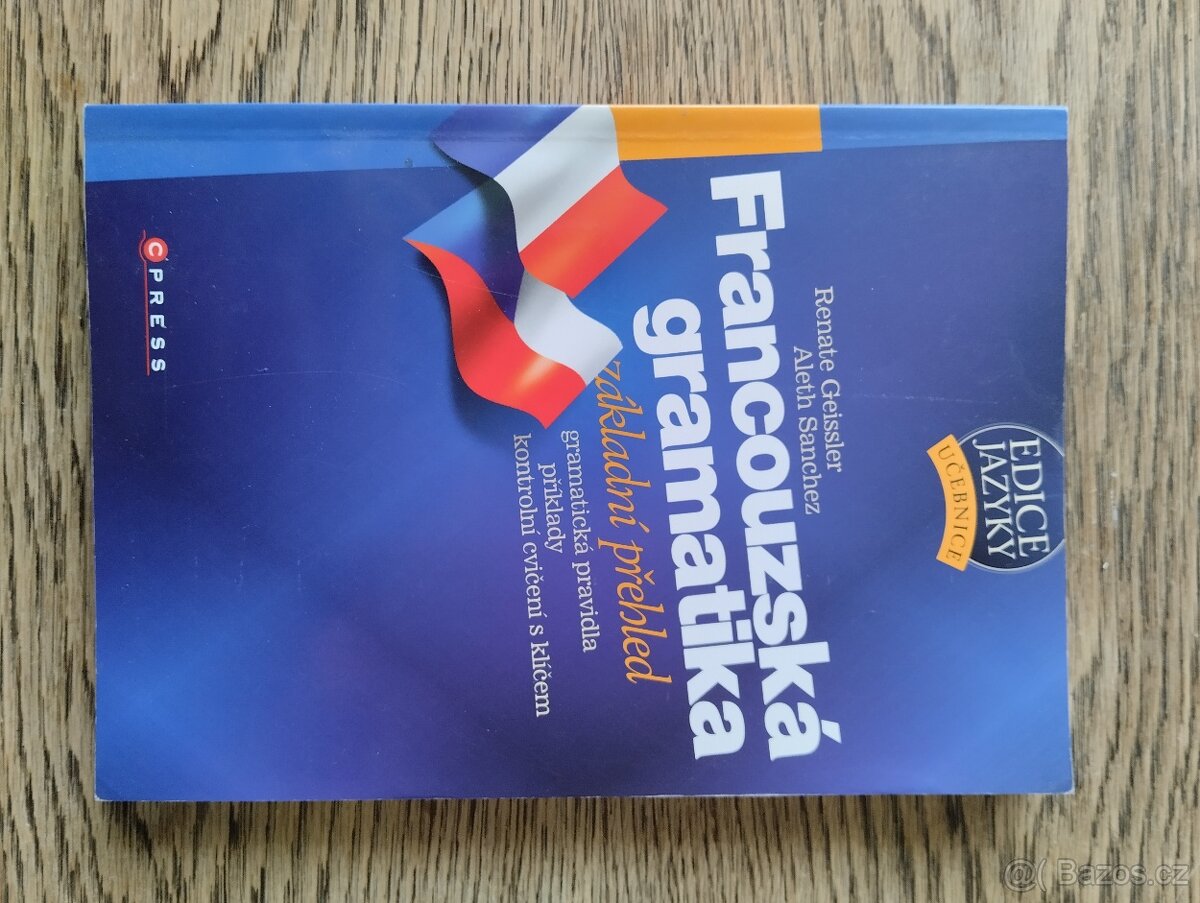 EDICE
JAZYKY
UČEBNICE
Renate Geissler
Aleth Sanchez
Francouzská
gramatika
základní přehled
gramatická pravidla
příklady
kontrolní cvičení s klíčem
CPRESS
@( Bazos.cz